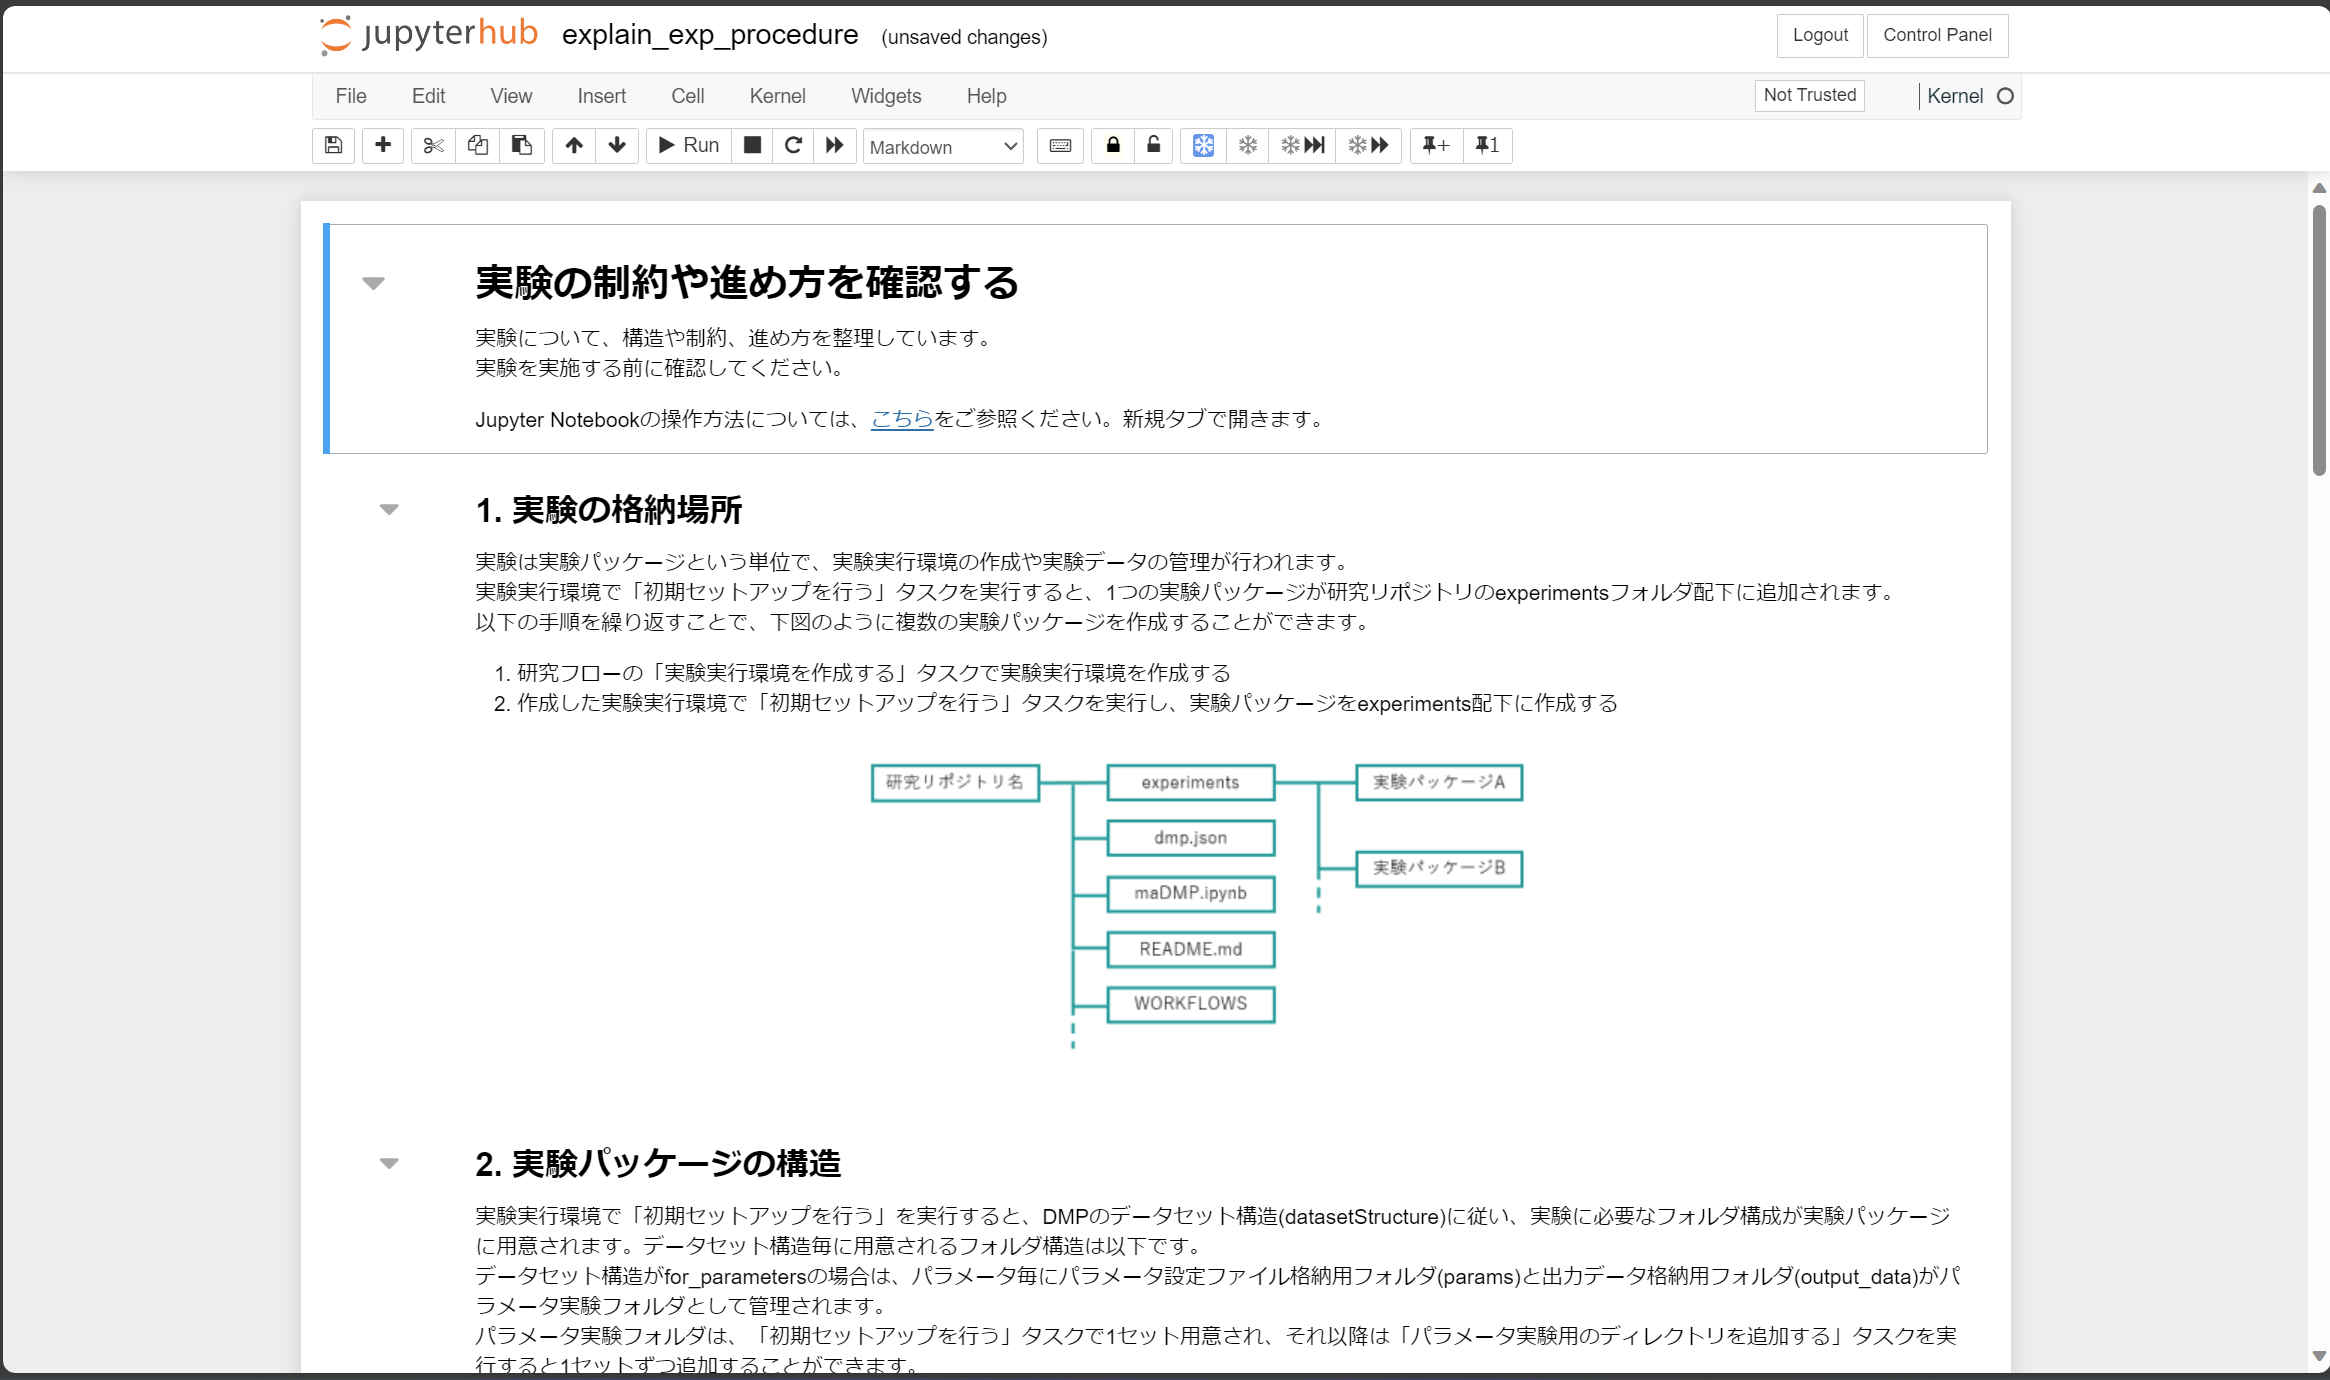 jupyterhub explain_exp_procedure (unsaved changes) Logout Control Panel
File Edit View Insert Cell Kernel Widgets Help Not Trusted Kernel
Run Markdown + 1
実験の制約や進め方を確認する
実験について、構造や制約、進め方を整理しています。
実験を実施する前に確認してください。
Jupyter Notebookの操作方法については、こちらをご参照ください。新規タブで開きます。
1. 実験の格納場所
実験は実験パッケージという単位で、実験実行環境の作成や実験データの管理が行われます。
実験実行環境で「初期セットアップを行う」タスクを実行すると、1つの実験パッケージが研究リポジトリのexperimentsフォルダ配下に追加されます。
以下の手順を繰り返すことで、下図のように複数の実験パッケージを作成することができます。
1. 研究フローの「実験実行環境を作成する」タスクで実験実行環境を作成する
2. 作成した実験実行環境で「初期セットアップを行う」タスクを実行し、実験パッケージをexperiments配下に作成する
研究リポジトリ名 experiments 実験パッケージA
dmp.json
実験パッケージB
maDMP.ipynb
README.md
WORKFLOWS
2. 実験パッケージの構造
実験実行環境で「初期セットアップを行う」を実行すると、DMPのデータセット構造(datasetStructure)に従い、実験に必要なフォルダ構成が実験パッケージ
に用意されます。データセット構造毎に用意されるフォルダ構造は以下です。
データセット構造がfor_parametersの場合は、パラメータ毎にパラメータ設定ファイル格納用フォルダ(params)と出力データ格納用フォルダ(output_data)がパ
ラメータ実験フォルダとして管理されます。
パラメータ実験フォルダは、「初期セットアップを行う」タスクで1セット用意され、それ以降は「パラメータ実験用のディレクトリを追加する」タスクを実
行すると1セットずつ追加することができます。